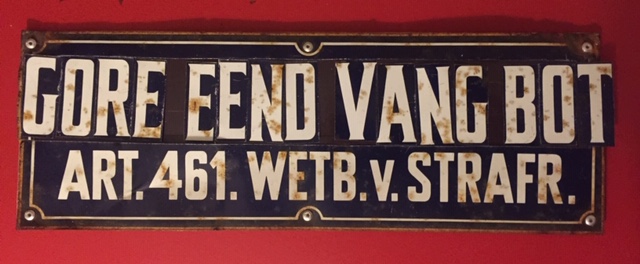 GORE EEND VANG BOT
ART. 461. WETB. v. STRAFR.